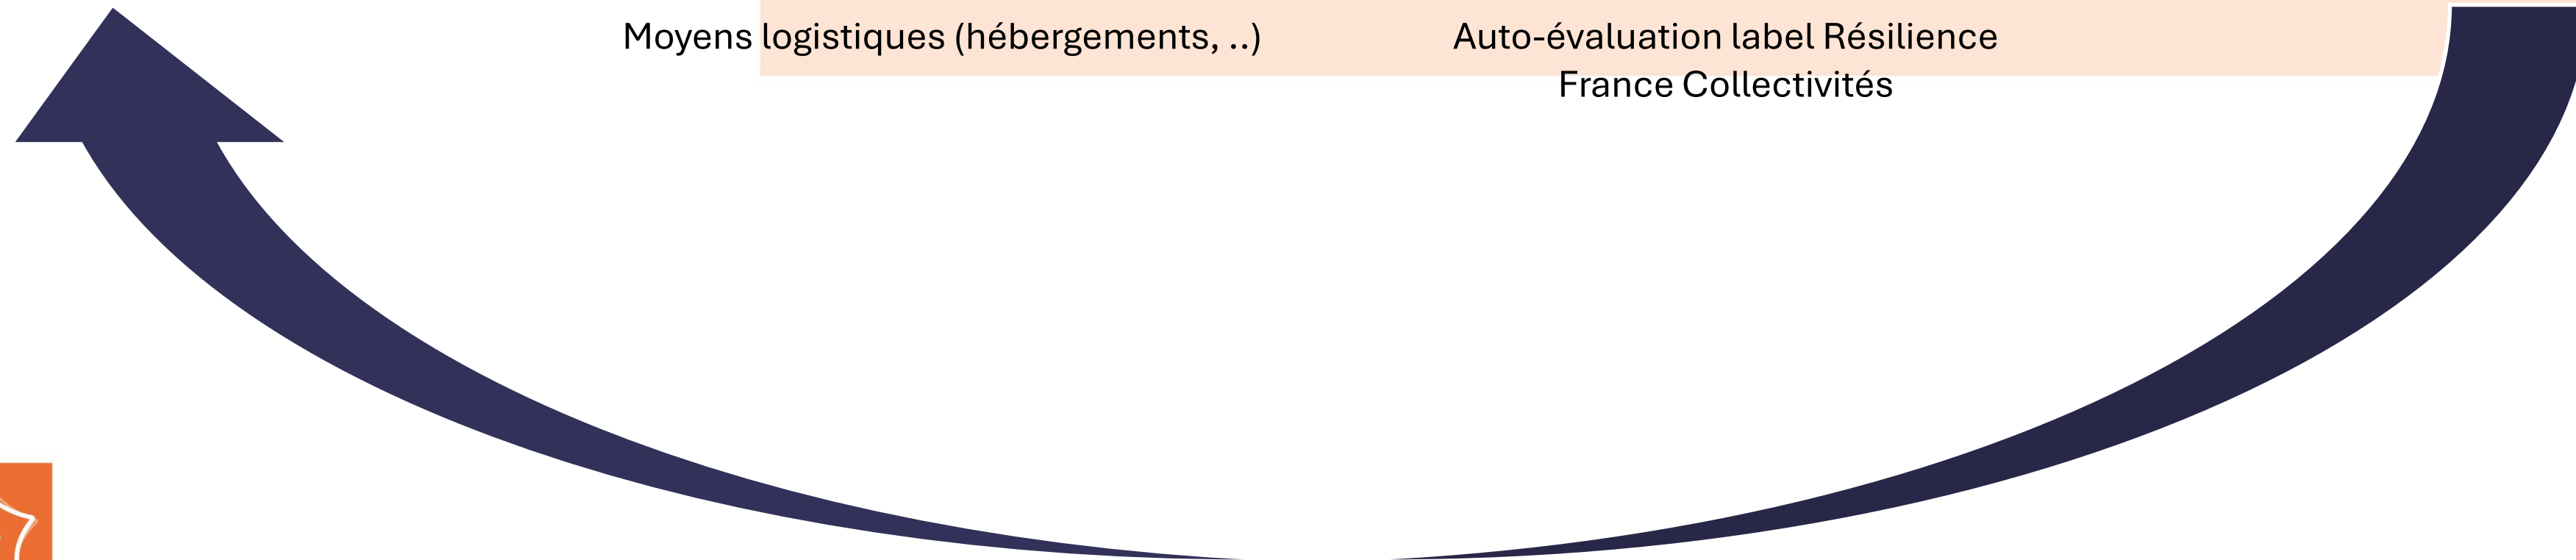 Moyens logistiques (hébergements, ..)
Auto-évaluation label Résilience
France Collectivités